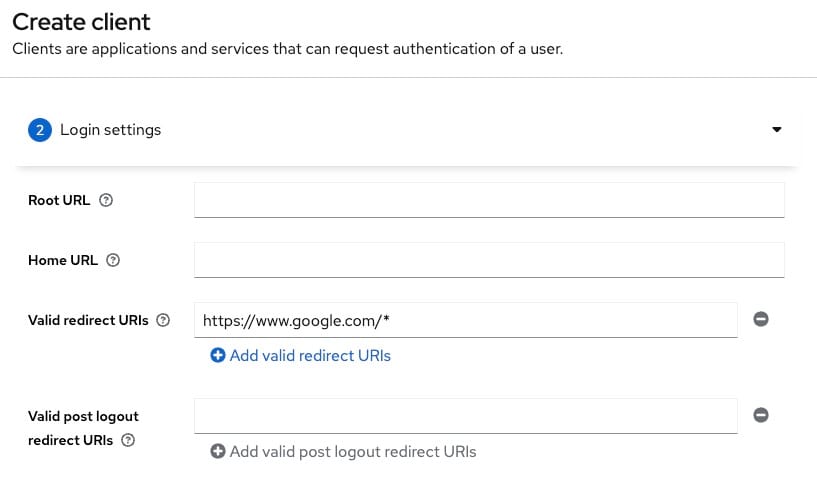 Create client
Clients are applications and services that can request authentication of a user.
2 Login settings
Root URL
Home URL
Valid redirect URIs https://www.google.com/*
Add valid redirect URIs
Valid post logout
redirect URIs
Add valid post logout redirect URIs